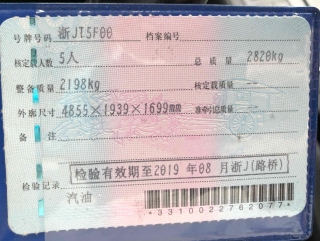 号牌号码 浙JT5F00 档案编号
核定载人数 5人 总质量 2820kg
整备质量 2198kg 核定载质量
外廓尺寸 4855×1939×1699 准牵引总质量
备注
检验有效期至2019年08月浙J(路桥)
检验记录
汽油
*3310022762077*